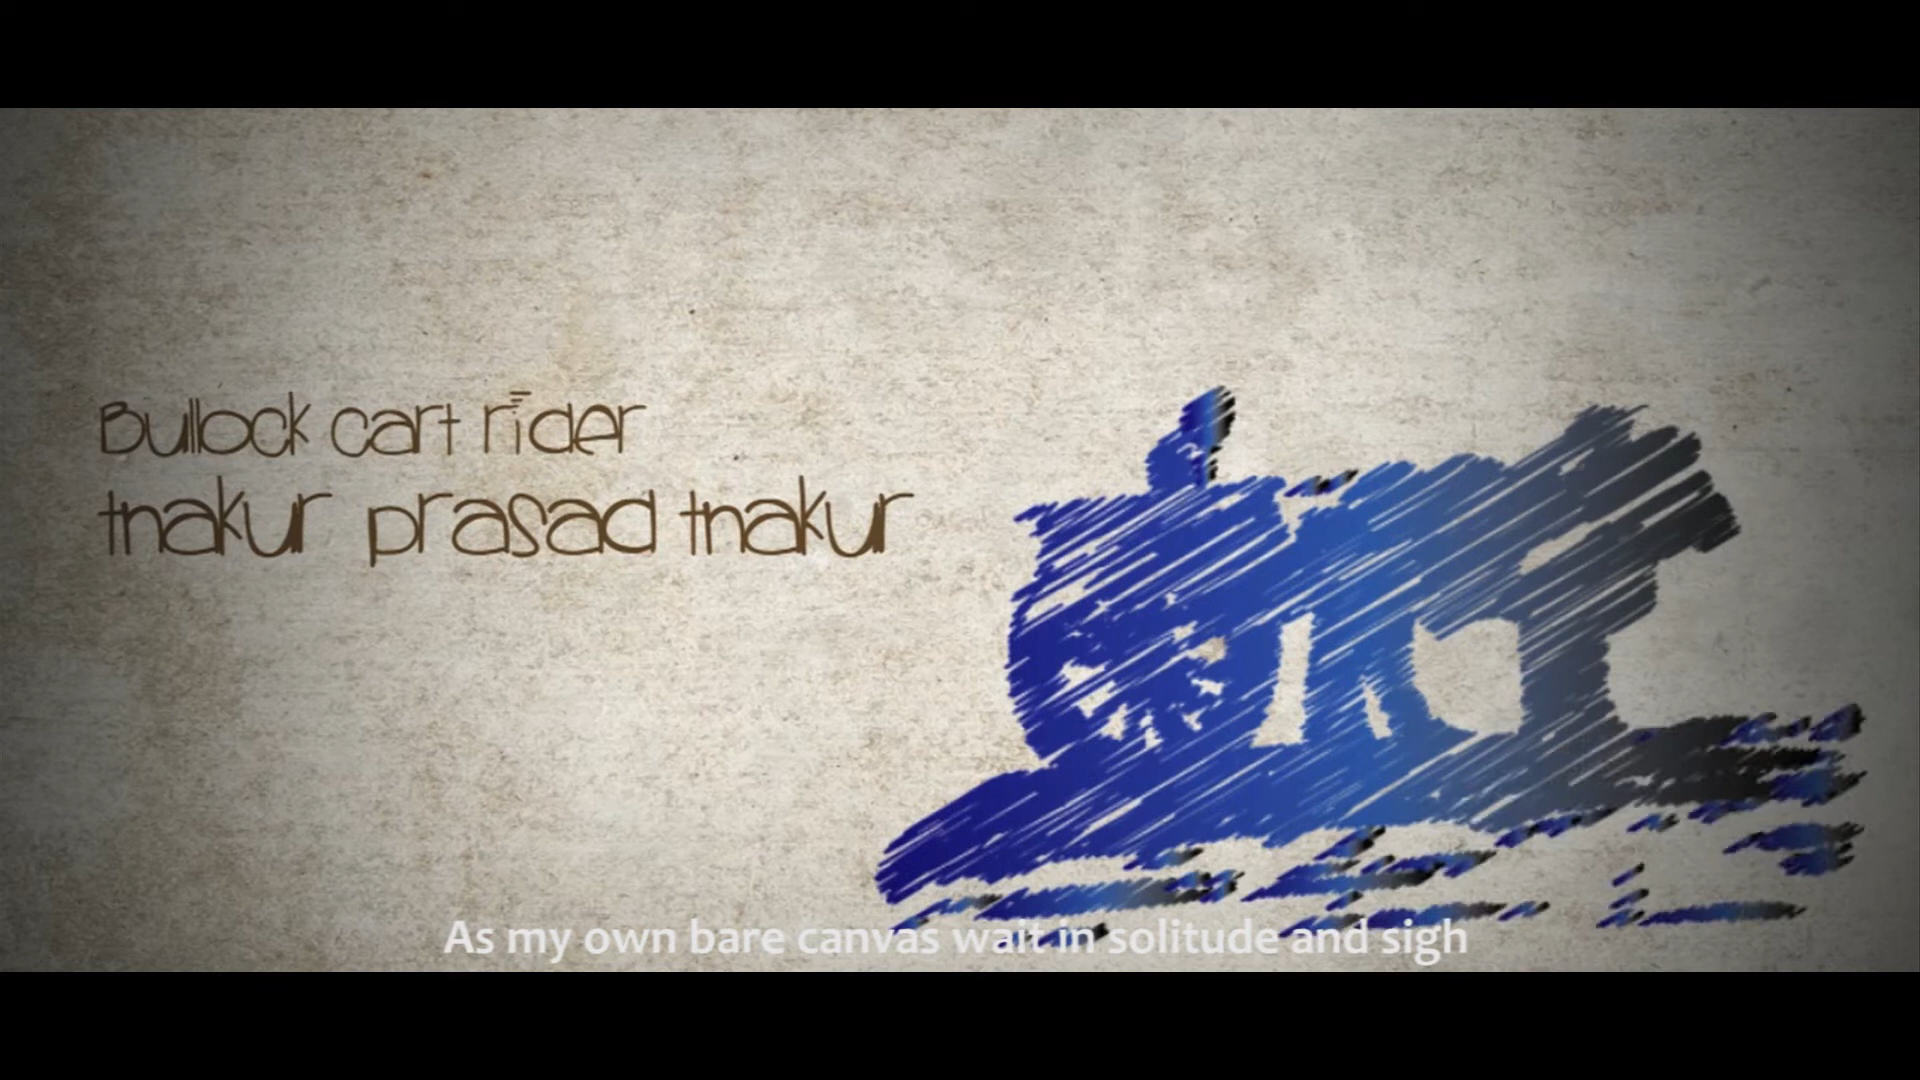 Bullock cart rider
thakur prasad thakur
As my own bare canvas wait in solitude and sigh